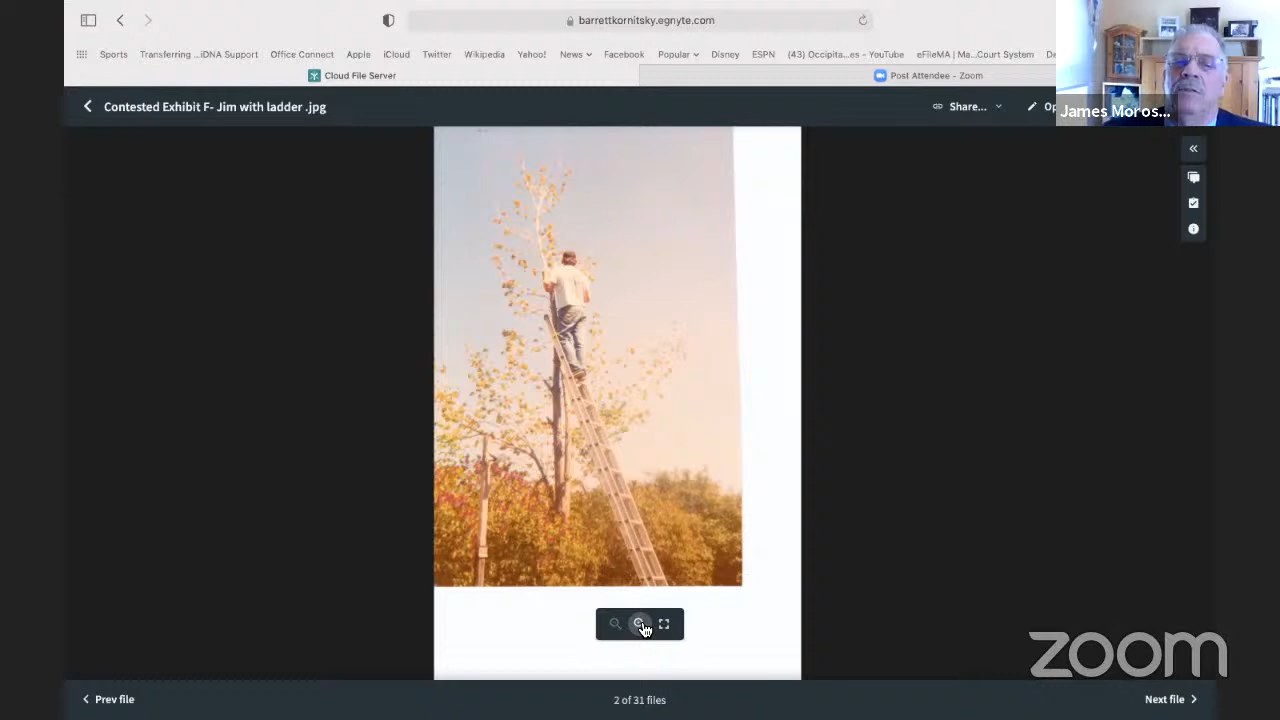 barrettkornitsky.egnyte.com
Sports Transferring ...iDNA Support Office Connect Apple iCloud Twitter Wikipedia Yahoo! News Facebook Popular Disney ESPN (43) Occipita...es – YouTube eFileMA | Ma...Court System De
Cloud File Server
Post Attendee - Zoom
Contested Exhibit F- Jim with ladder .jpg
Share...
Op
James Moros...
Prev file
2 of 31 files
Next file
zoom